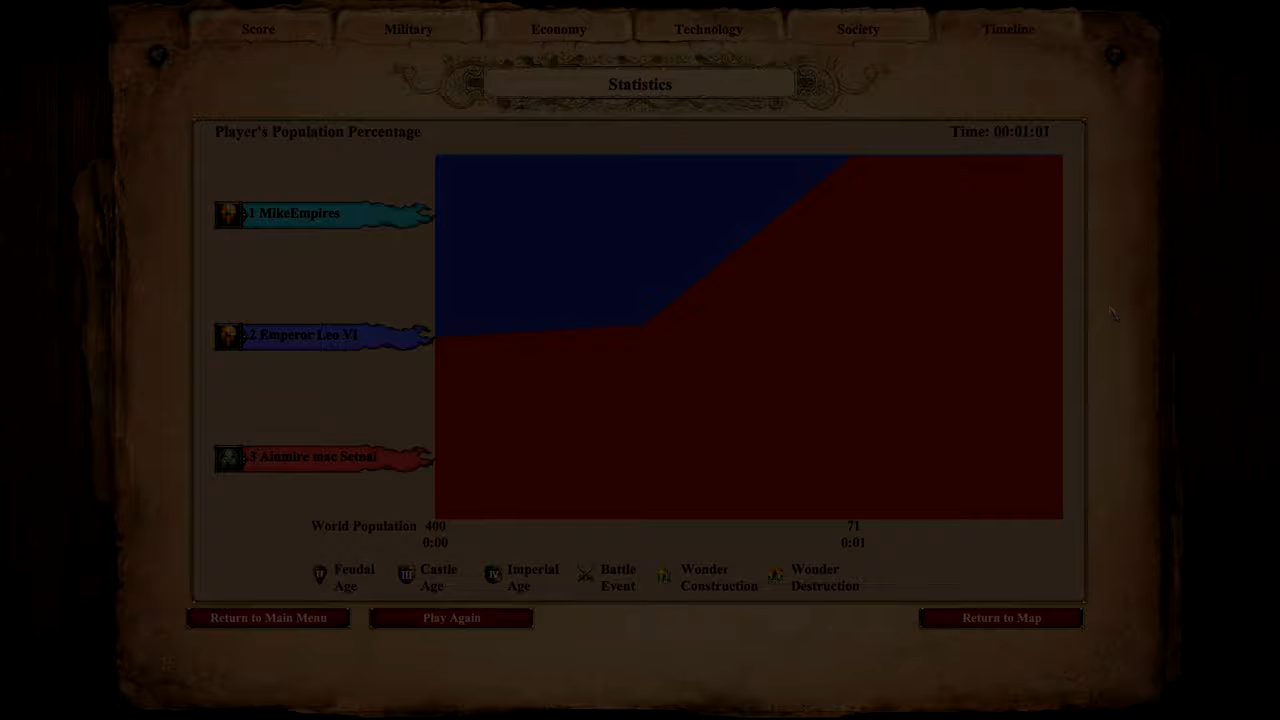 Score Military Economy Technology Society Timeline
Statistics
Player's Population Percentage Time: 00:01:01
1 MikeEmpires
2 Emperor Leo VI
3 Ainmire mac Setnai
World Population 400 71
0:00 0:01
Feudal Age
Castle Age
Imperial Age
Battle Event
Wonder Construction
Wonder Destruction
Return to Main Menu Play Again Return to Map